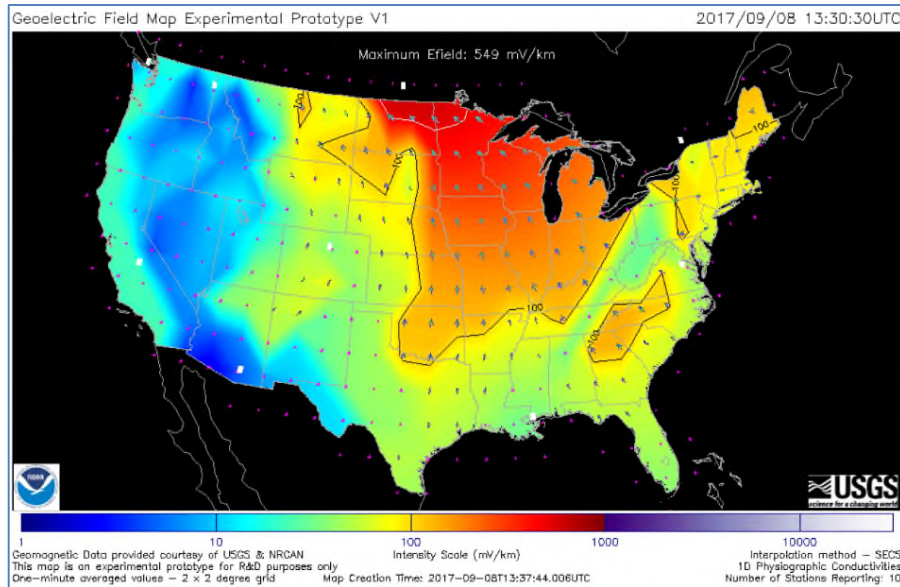 Geoelectric Field Map Experimental Prototype V1
2017/09/08 13:30:30UTC
Maximum Efield: 549 mV/km
100
100
100
100
100
100
noaa
USGS
science for a changing world
1
10
100
1000
10000
Geomagnetic Data provided courtesy of USGS & NRCAN
Intensity Scale (mV/km)
Interpolation method – SECS
This map is an experimental prototype for R&D purposes only
1D Physiographic Conductivities
One-minute averaged values – 2 x 2 degree grid
Map Creation Time: 2017-09-08T13:37:44.006UTC
Number of Stations Reporting: 10